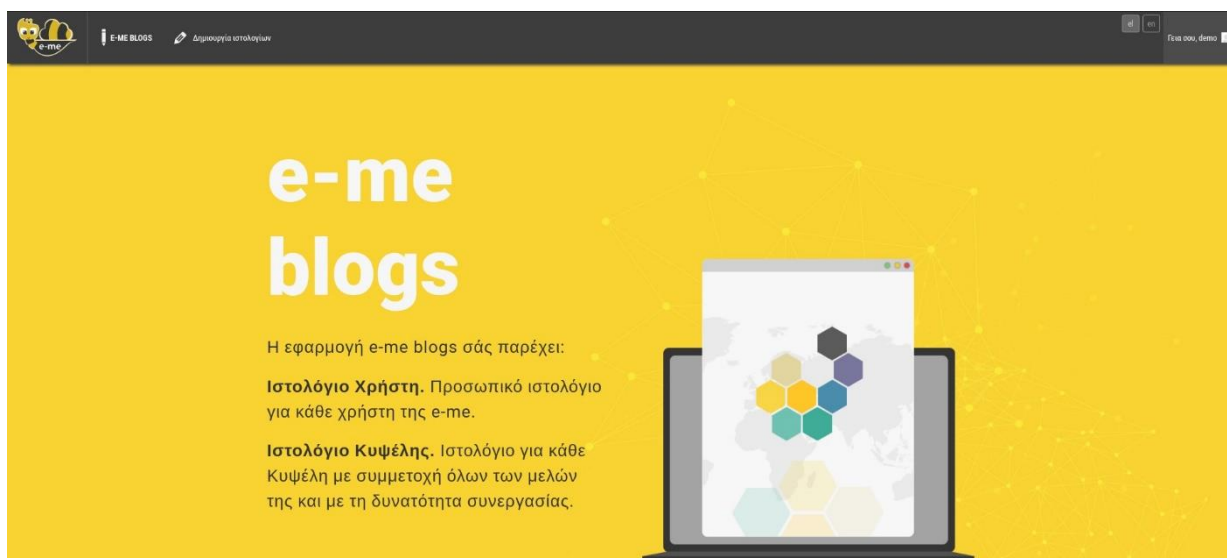 e-me
E-ME BLOGS
Δημιουργία ιστολογίων
el
en
Γεια σου, demo
e-me
blogs
Η εφαρμογή e-me blogs σάς παρέχει:
Ιστολόγιο Χρήστη. Προσωπικό ιστολόγιο
για κάθε χρήστη της e-me.
Ιστολόγιο Κυψέλης. Ιστολόγιο για κάθε
Κυψέλη με συμμετοχή όλων των μελών
της και με τη δυνατότητα συνεργασίας.